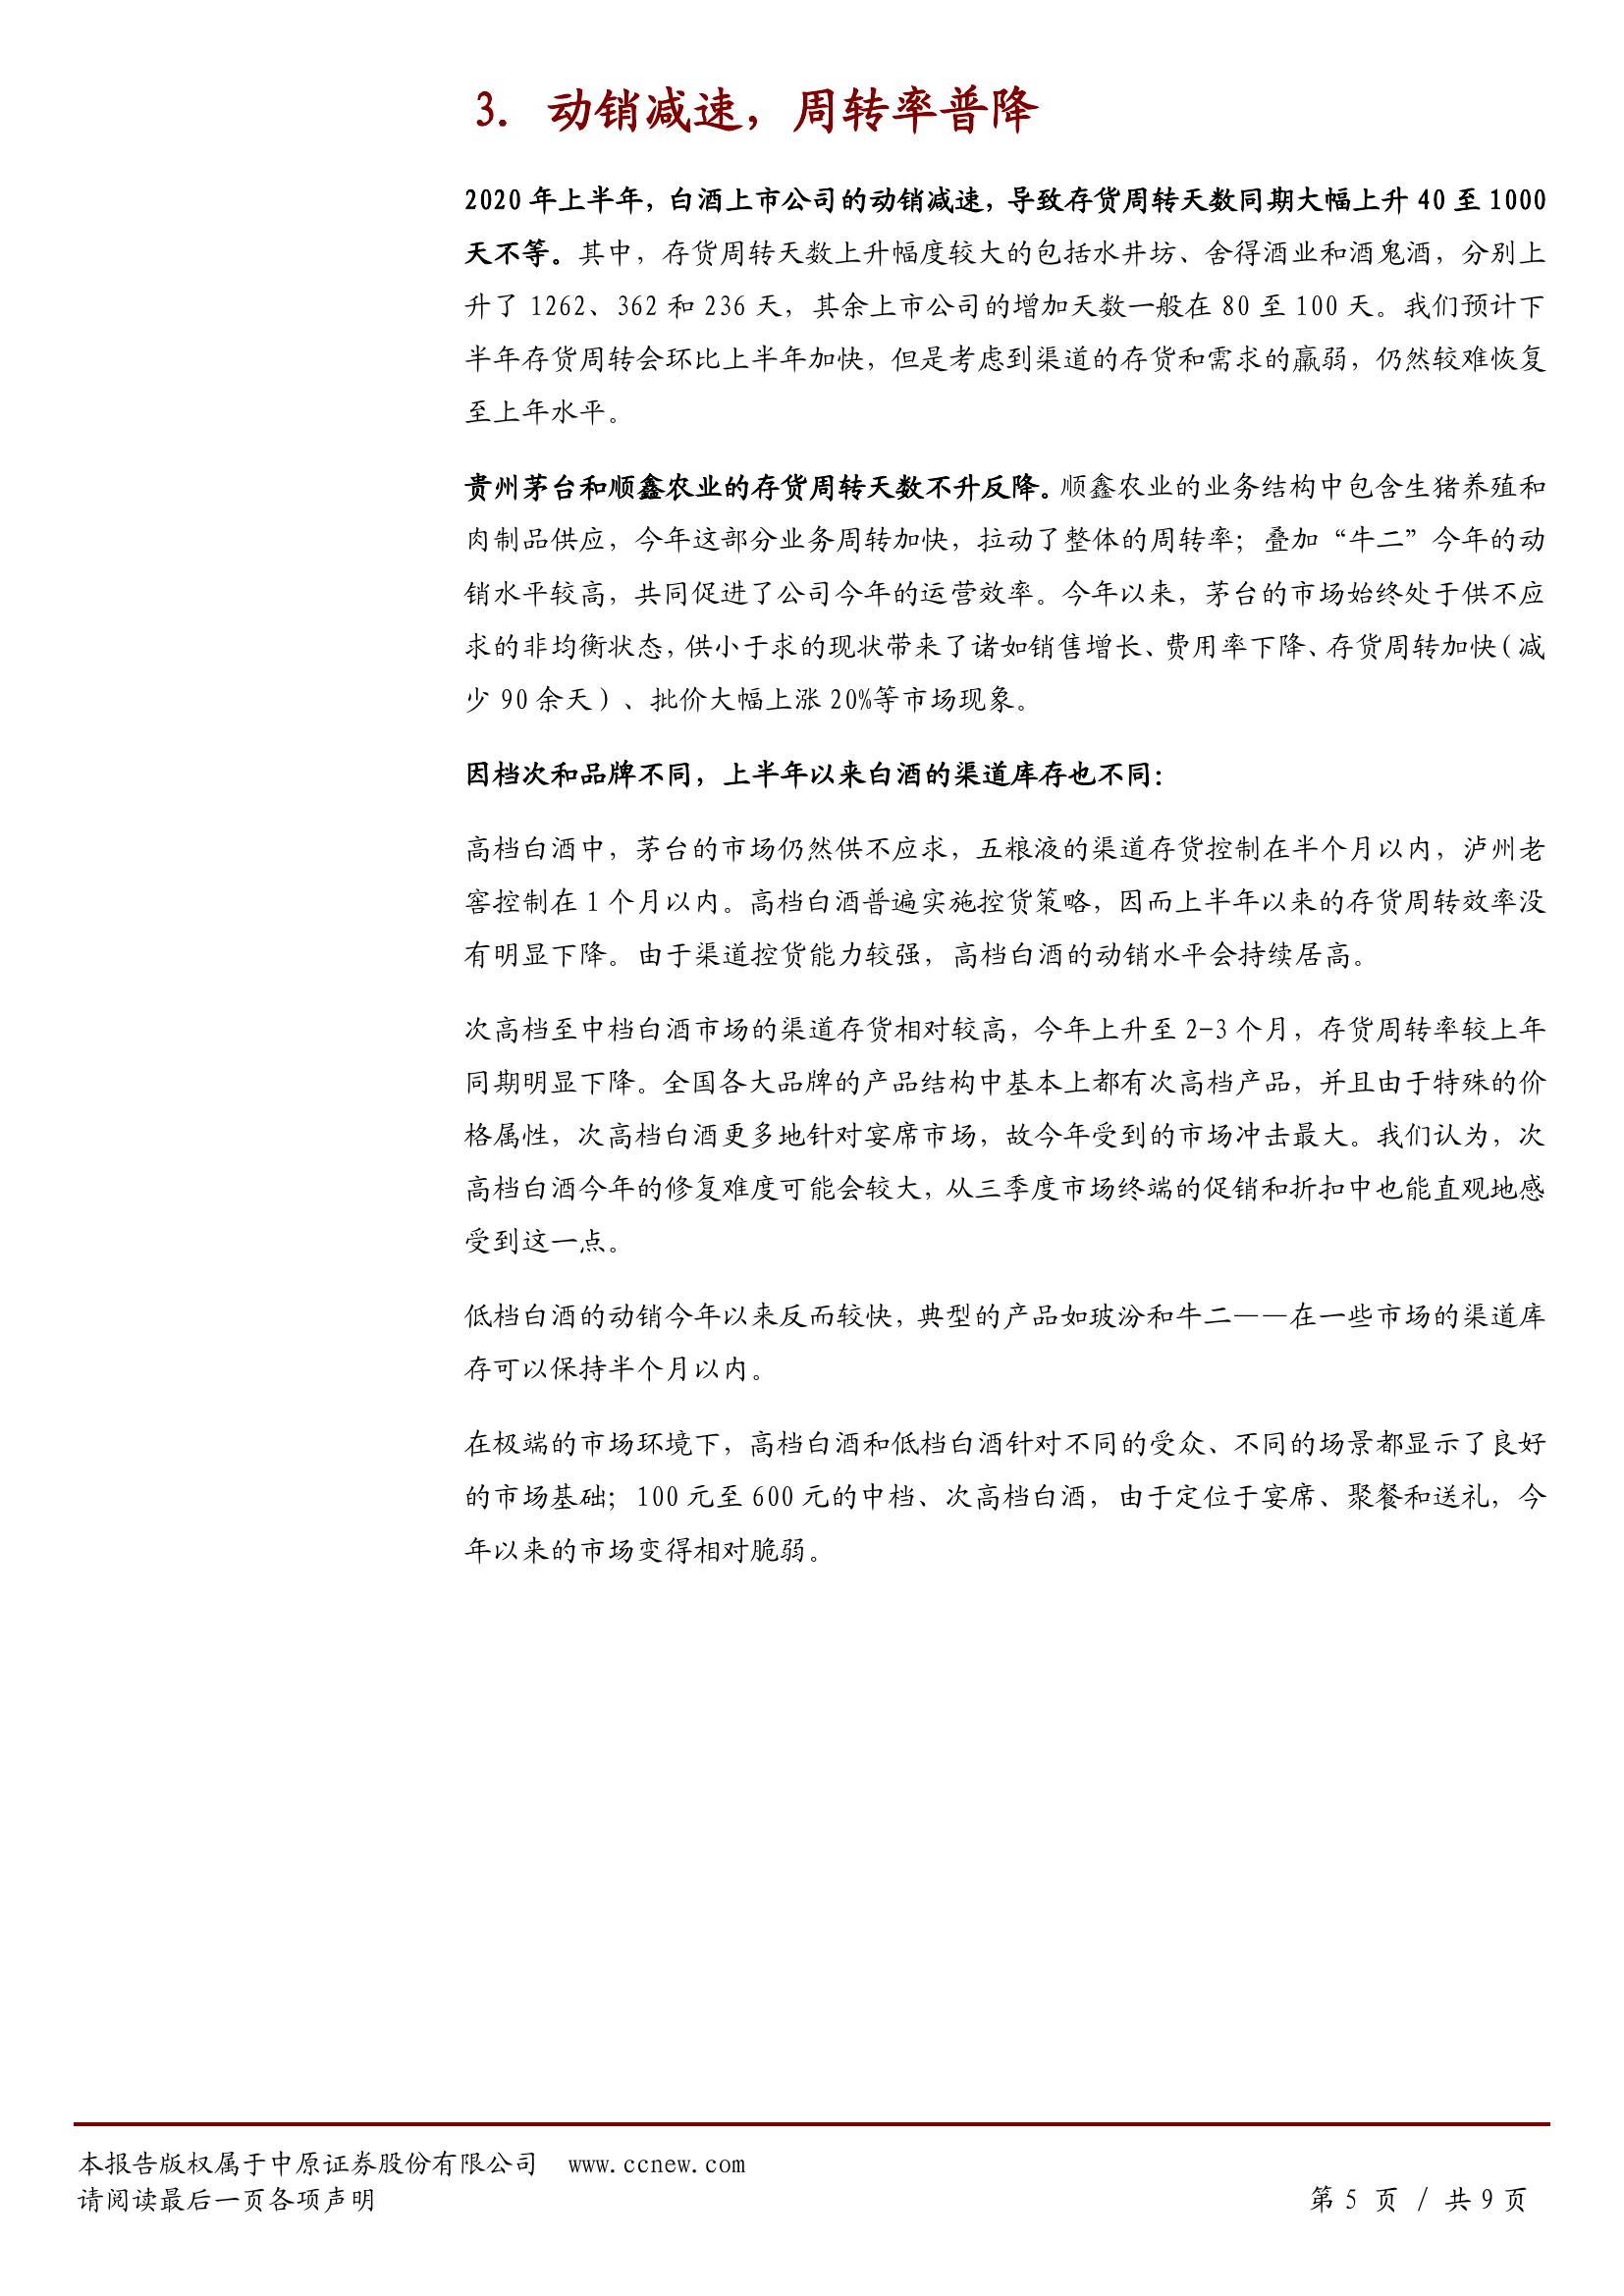 3. 动销减速，周转率普降
2020 年上半年，白酒上市公司的动销减速，导致存货周转天数同期大幅上升 40 至 1000
天不等。其中，存货周转天数上升幅度较大的包括水井坊、舍得酒业和酒鬼酒，分别上
升了 1262、362 和 236 天，其余上市公司的增加天数一般在 80 至 100 天。我们预计下
半年存货周转会环比上半年加快，但是考虑到渠道的存货和需求的羸弱，仍然较难恢复
至上年水平。
贵州茅台和顺鑫农业的存货周转天数不升反降。顺鑫农业的业务结构中包含生猪养殖和
肉制品供应，今年这部分业务周转加快，拉动了整体的周转率；叠加“牛二”今年的动
销水平较高，共同促进了公司今年的运营效率。今年以来，茅台的市场始终处于供不应
求的非均衡状态，供小于求的现状带来了诸如销售增长、费用率下降、存货周转加快（减
少 90 余天）、批价大幅上涨 20%等市场现象。
因档次和品牌不同，上半年以来白酒的渠道库存也不同：
高档白酒中，茅台的市场仍然供不应求，五粮液的渠道存货控制在半个月以内，泸州老
窖控制在 1 个月以内。高档白酒普遍实施控货策略，因而上半年以来的存货周转效率没
有明显下降。由于渠道控货能力较强，高档白酒的动销水平会持续居高。
次高档至中档白酒市场的渠道存货相对较高，今年上升至 2-3 个月，存货周转率较上年
同期明显下降。全国各大品牌的产品结构中基本上都有次高档产品，并且由于特殊的价
格属性，次高档白酒更多地针对宴席市场，故今年受到的市场冲击最大。我们认为，次
高档白酒今年的修复难度可能会较大，从三季度市场终端的促销和折扣中也能直观地感
受到这一点。
低档白酒的动销今年以来反而较快，典型的产品如玻汾和牛二——在一些市场的渠道库
存可以保持半个月以内。
在极端的市场环境下，高档白酒和低档白酒针对不同的受众、不同的场景都显示了良好
的市场基础；100 元至 600 元的中档、次高档白酒，由于定位于宴席、聚餐和送礼，今
年以来的市场变得相对脆弱。
本报告版权属于中原证券股份有限公司 www.ccnew.com
请阅读最后一页各项声明
第 5 页 / 共 9 页